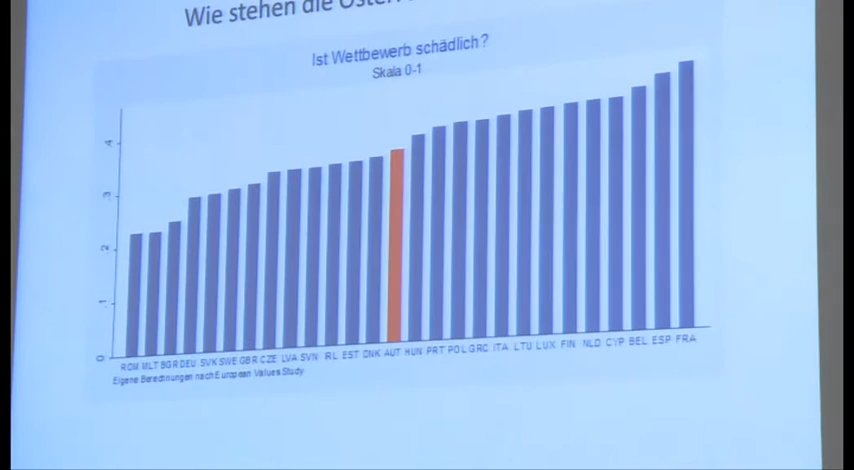 Wie stehen die
Ist Wettbewerb schädlich?
Skala 0-1
.4
.3
.2
.1
0
ROM MLT BGR DEU SVK SWE GBR CZE LVA SVN IRL EST DNK AUT HUN PRT POL GRC ITA LTU LUX FIN NLD CYP BEL ESP FRA
Eigene Berechnungen nach European Values Study